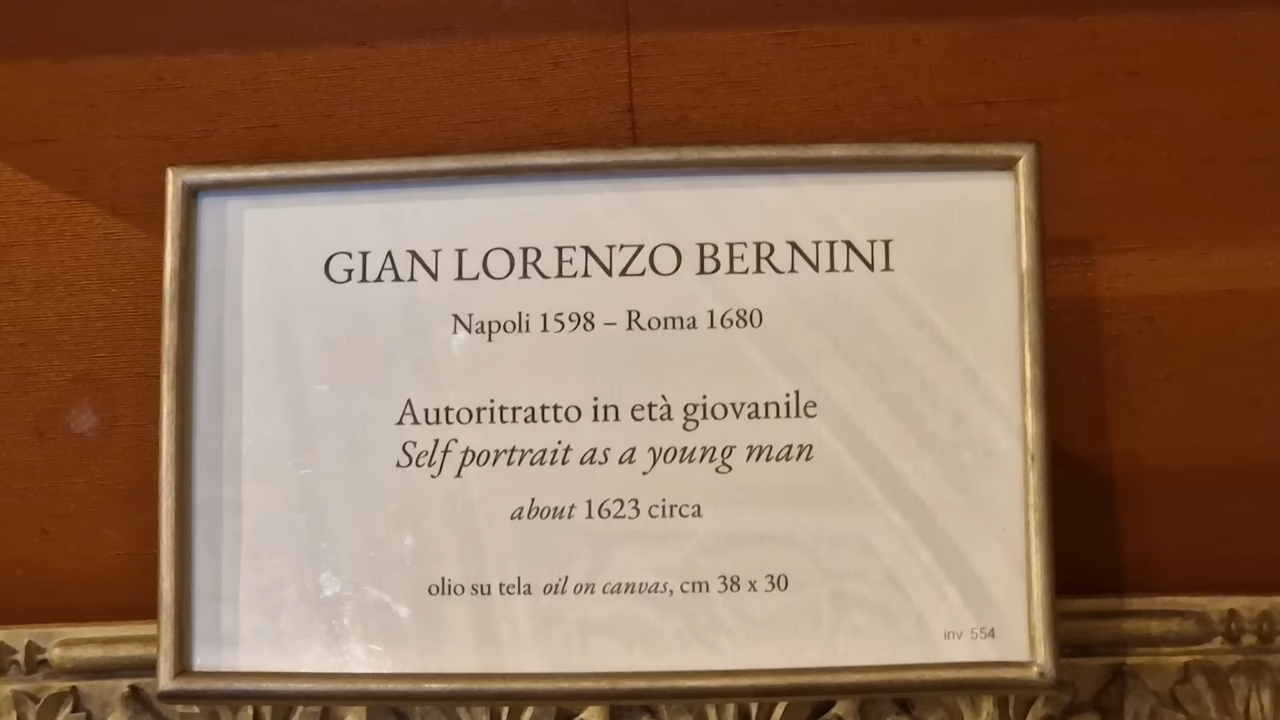 GIAN LORENZO BERNINI
Napoli 1598 – Roma 1680
Autoritratto in età giovanile
Self portrait as a young man
about 1623 circa
olio su tela oil on canvas, cm 38 x 30
inv 554